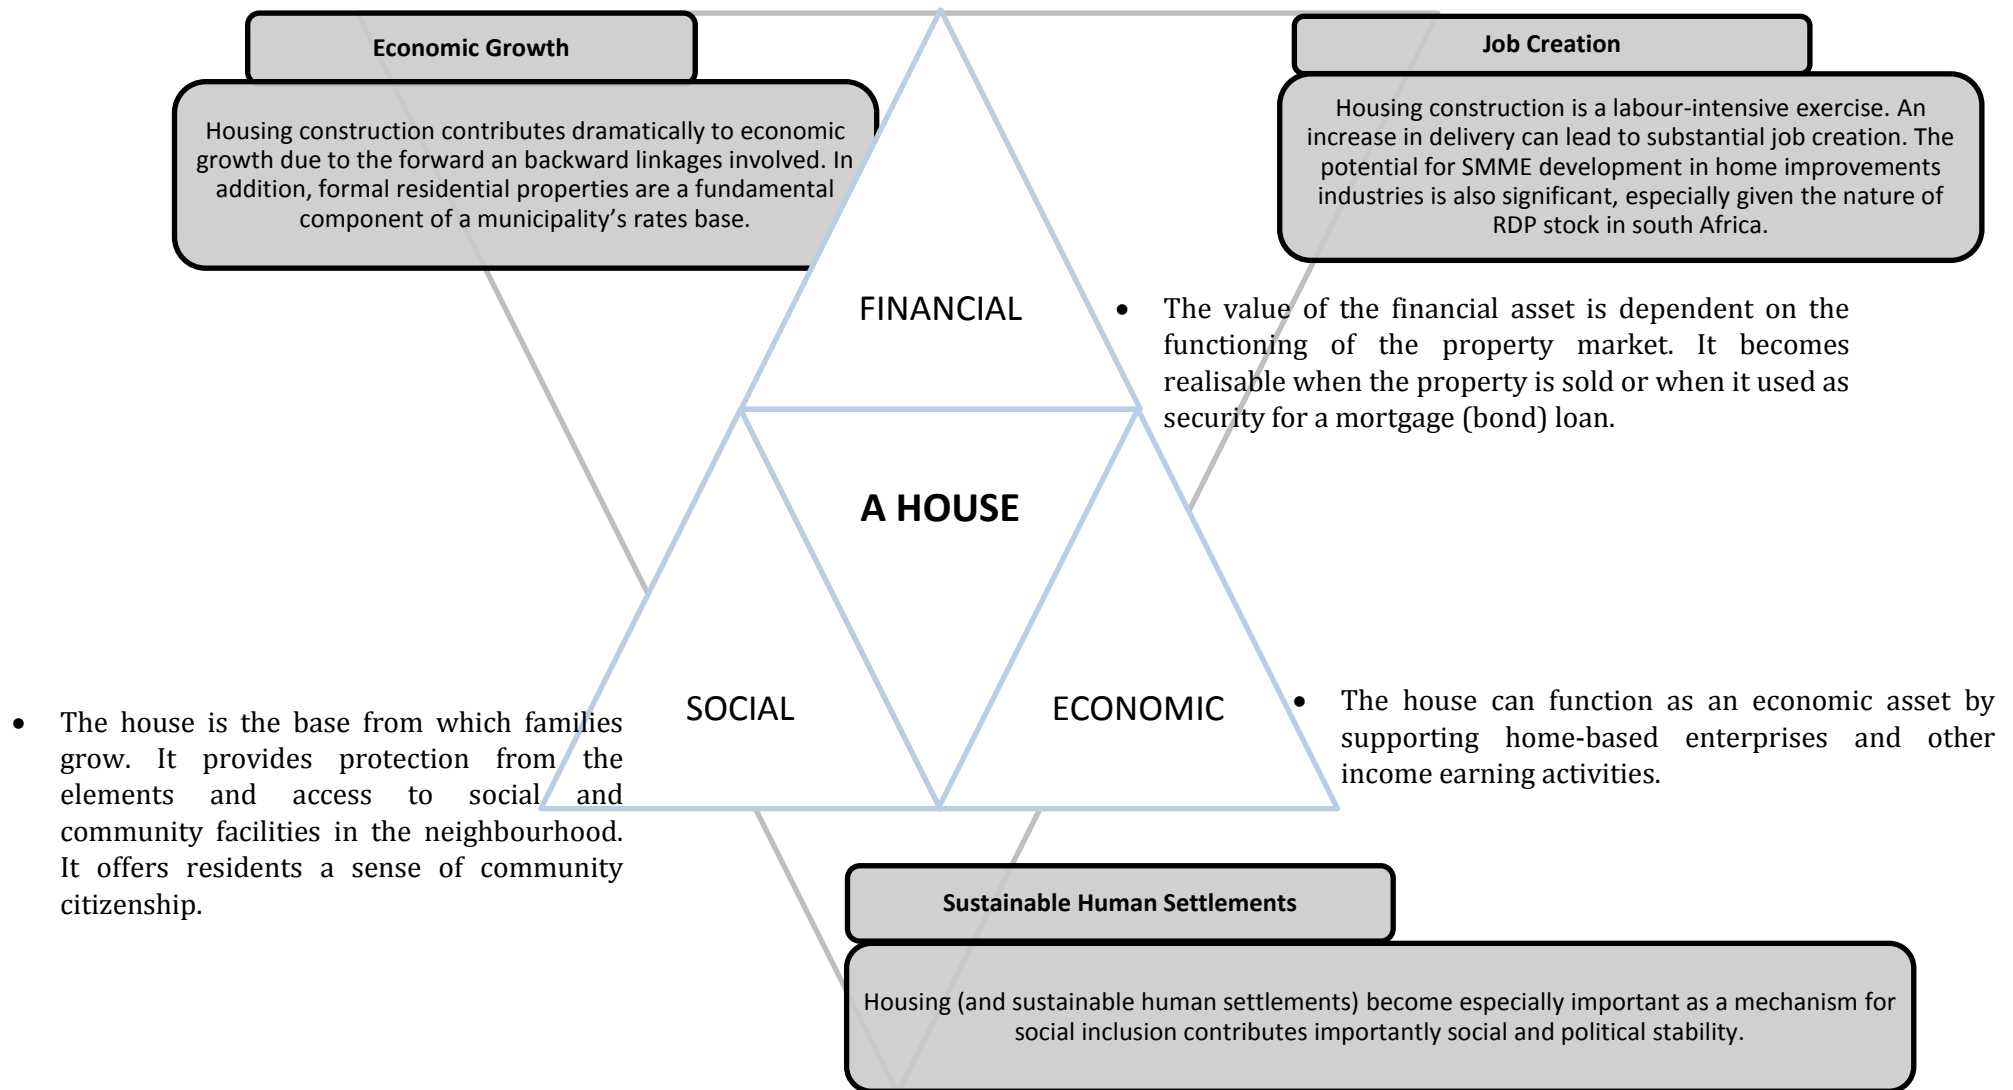 Economic Growth
Housing construction contributes dramatically to economic
growth due to the forward an backward linkages involved. In
addition, formal residential properties are a fundamental
component of a municipality’s rates base.
Job Creation
Housing construction is a labour-intensive exercise. An
increase in delivery can lead to substantial job creation. The
potential for SMME development in home improvements
industries is also significant, especially given the nature of
RDP stock in south Africa.
FINANCIAL
• The value of the financial asset is dependent on the
functioning of the property market. It becomes
realisable when the property is sold or when it used as
security for a mortgage (bond) loan.
A HOUSE
SOCIAL
• The house is the base from which families
grow. It provides protection from the
elements and access to social and
community facilities in the neighbourhood.
It offers residents a sense of community
citizenship.
ECONOMIC
• The house can function as an economic asset by
supporting home-based enterprises and other
income earning activities.
Sustainable Human Settlements
Housing (and sustainable human settlements) become especially important as a mechanism for
social inclusion contributes importantly social and political stability.